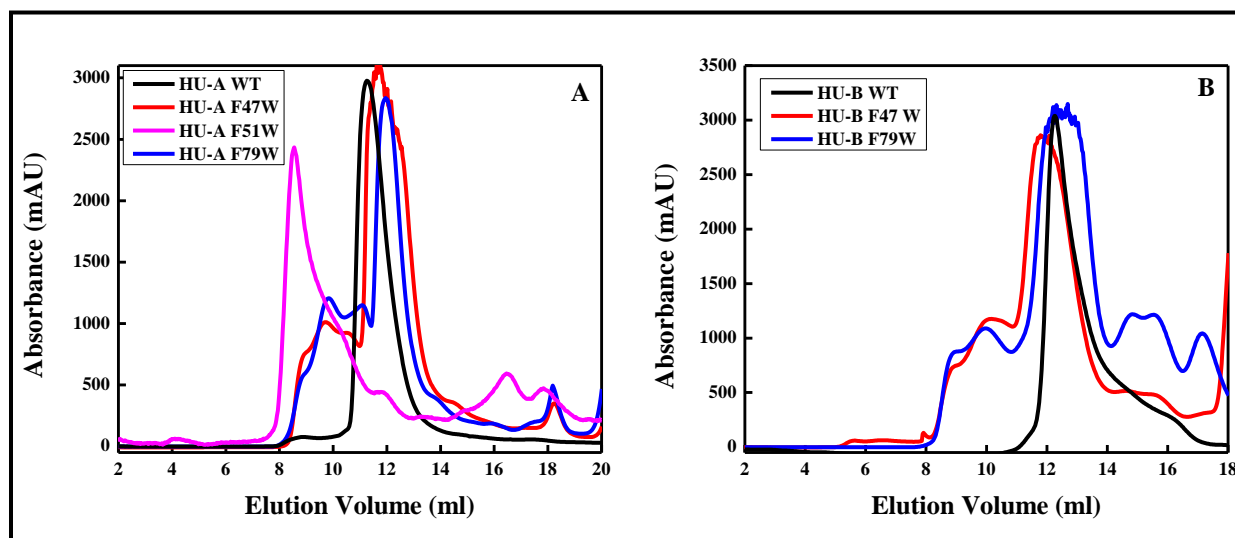 A
HU-A WT
HU-A F47W
HU-A F51W
HU-A F79W
Absorbance (mAU)
3000
2500
2000
1500
1000
500
0
2 4 6 8 10 12 14 16 18 20
Elution Volume (ml)
B
HU-B WT
HU-B F47 W
HU-B F79W
Absorbance (mAU)
3500
3000
2500
2000
1500
1000
500
0
2 4 6 8 10 12 14 16 18
Elution Volume (ml)